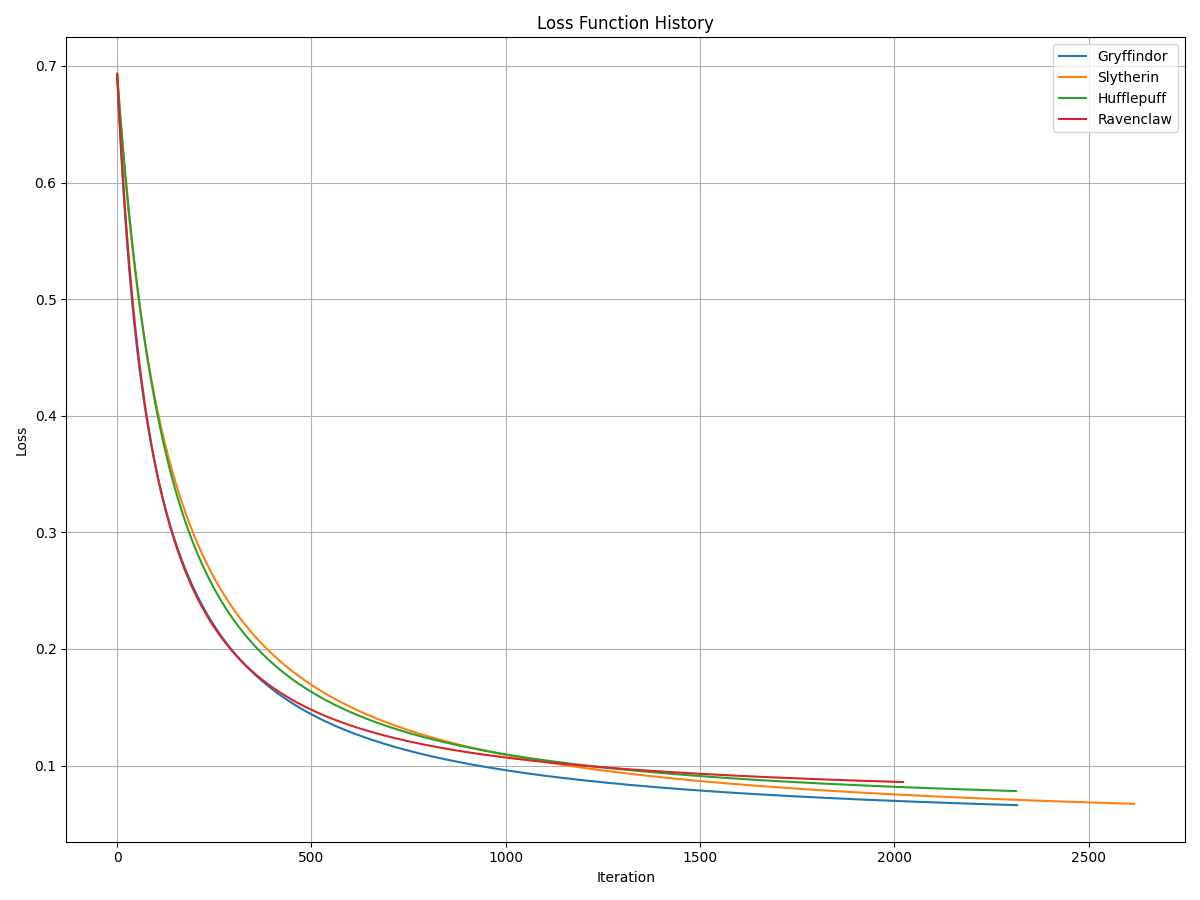 Loss Function History
Gryffindor
Slytherin
Hufflepuff
Ravenclaw
0.7
0.6
0.5
0.4
0.3
0.2
0.1
Loss
0 500 1000 1500 2000 2500
Iteration